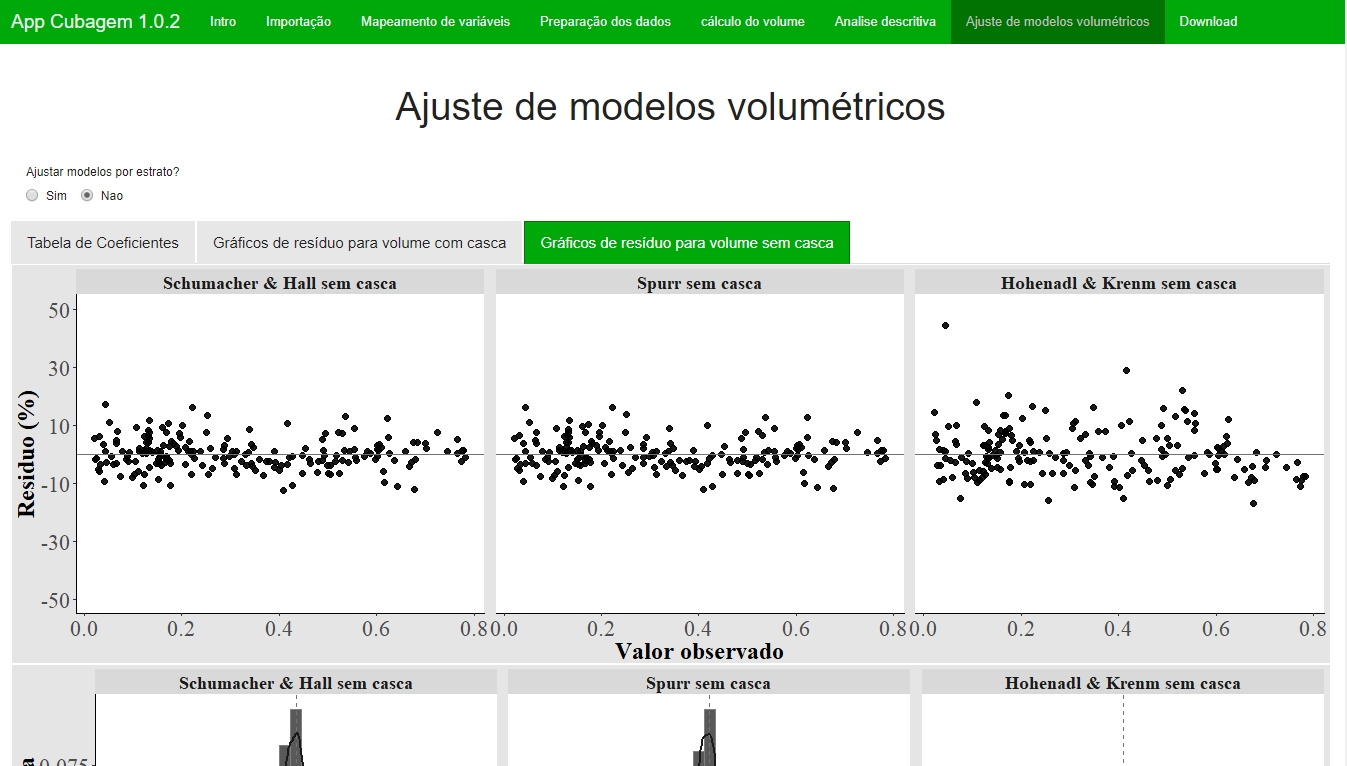 App Cubagem 1.0.2 Intro Importação Mapeamento de variáveis Preparação dos dados cálculo do volume Analise descritiva Ajuste de modelos volumétricos Download
Ajuste de modelos volumétricos
Ajustar modelos por estrato?
Sim Nao
Tabela de Coeficientes Gráficos de resíduo para volume com casca Gráficos de resíduo para volume sem casca
Schumacher & Hall sem casca Spurr sem casca Hohenadl & Krenm sem casca
50
30
10
-10
-30
-50
Resíduo (%)
0.0 0.2 0.4 0.6 0.8 0.0 0.2 0.4 0.6 0.8 0.0 0.2 0.4 0.6 0.8
Valor observado
Schumacher & Hall sem casca Spurr sem casca Hohenadl & Krenm sem casca
0.075